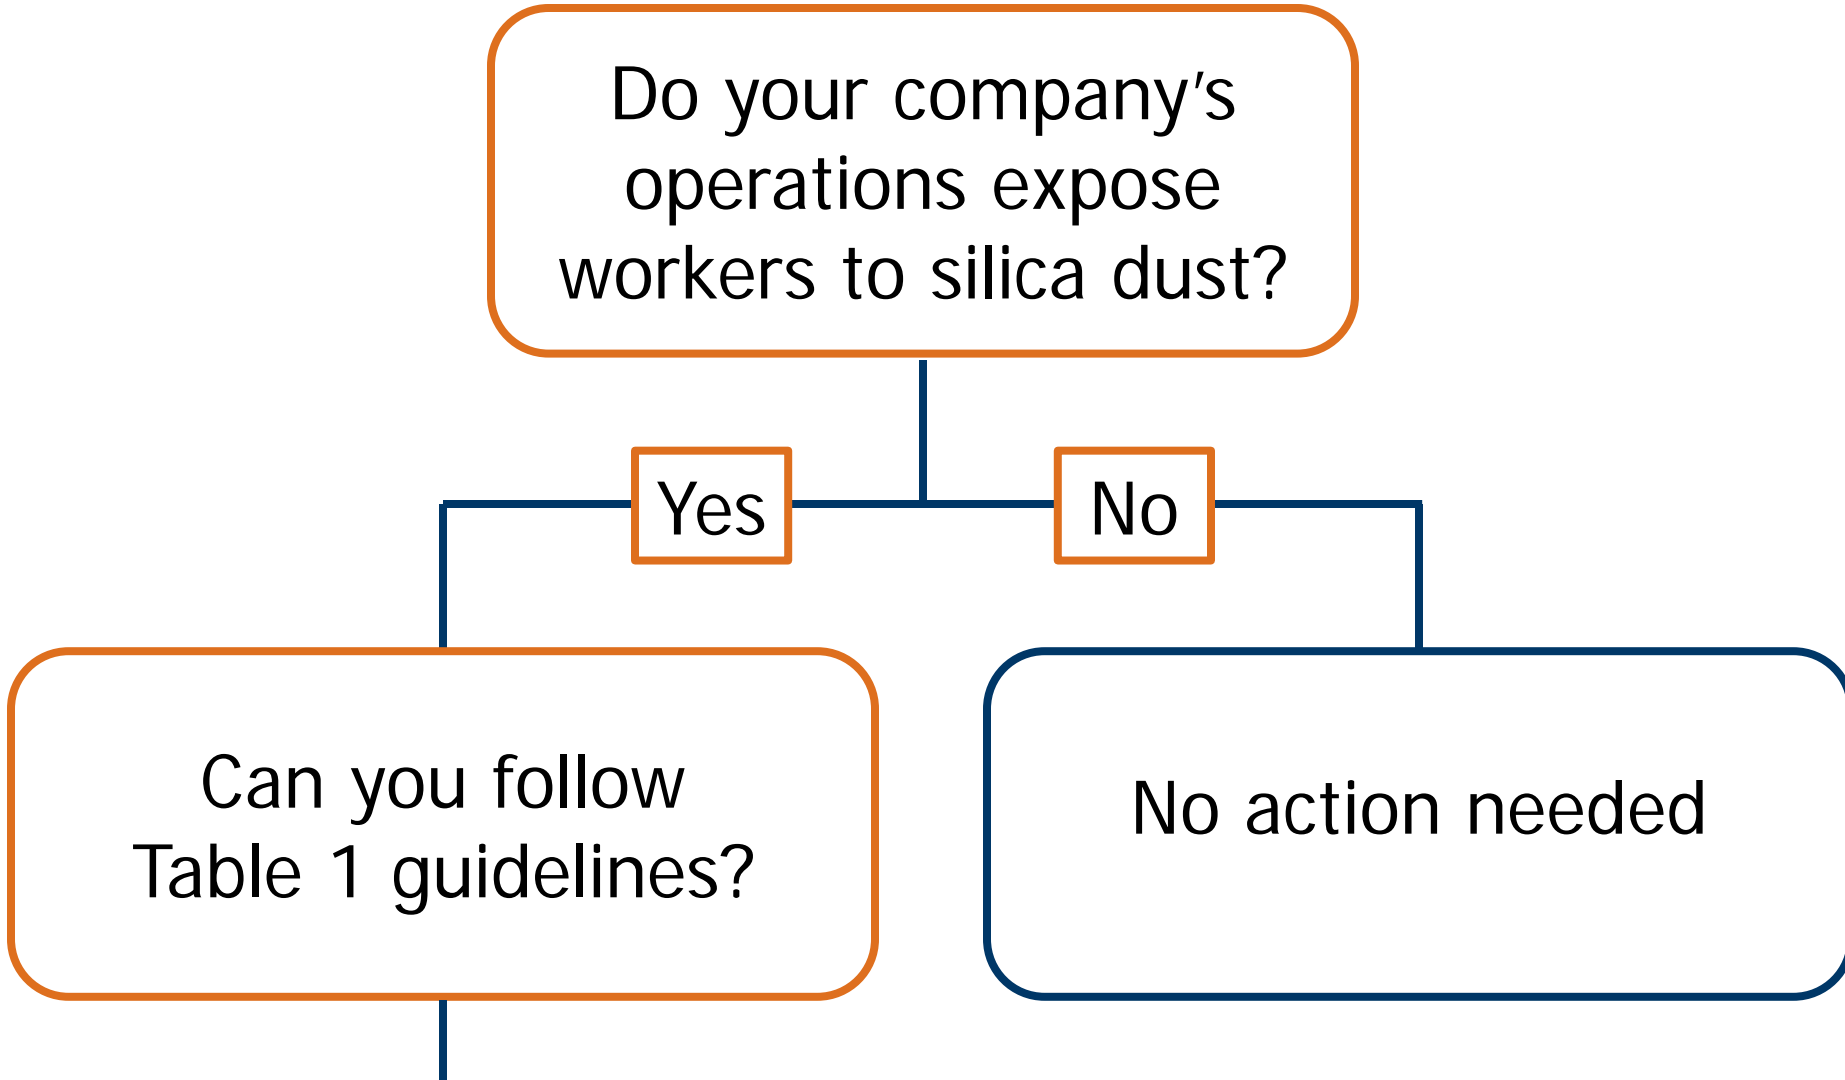 Do your company’s
operations expose
workers to silica dust?
Yes
No
Can you follow
Table 1 guidelines?
No action needed